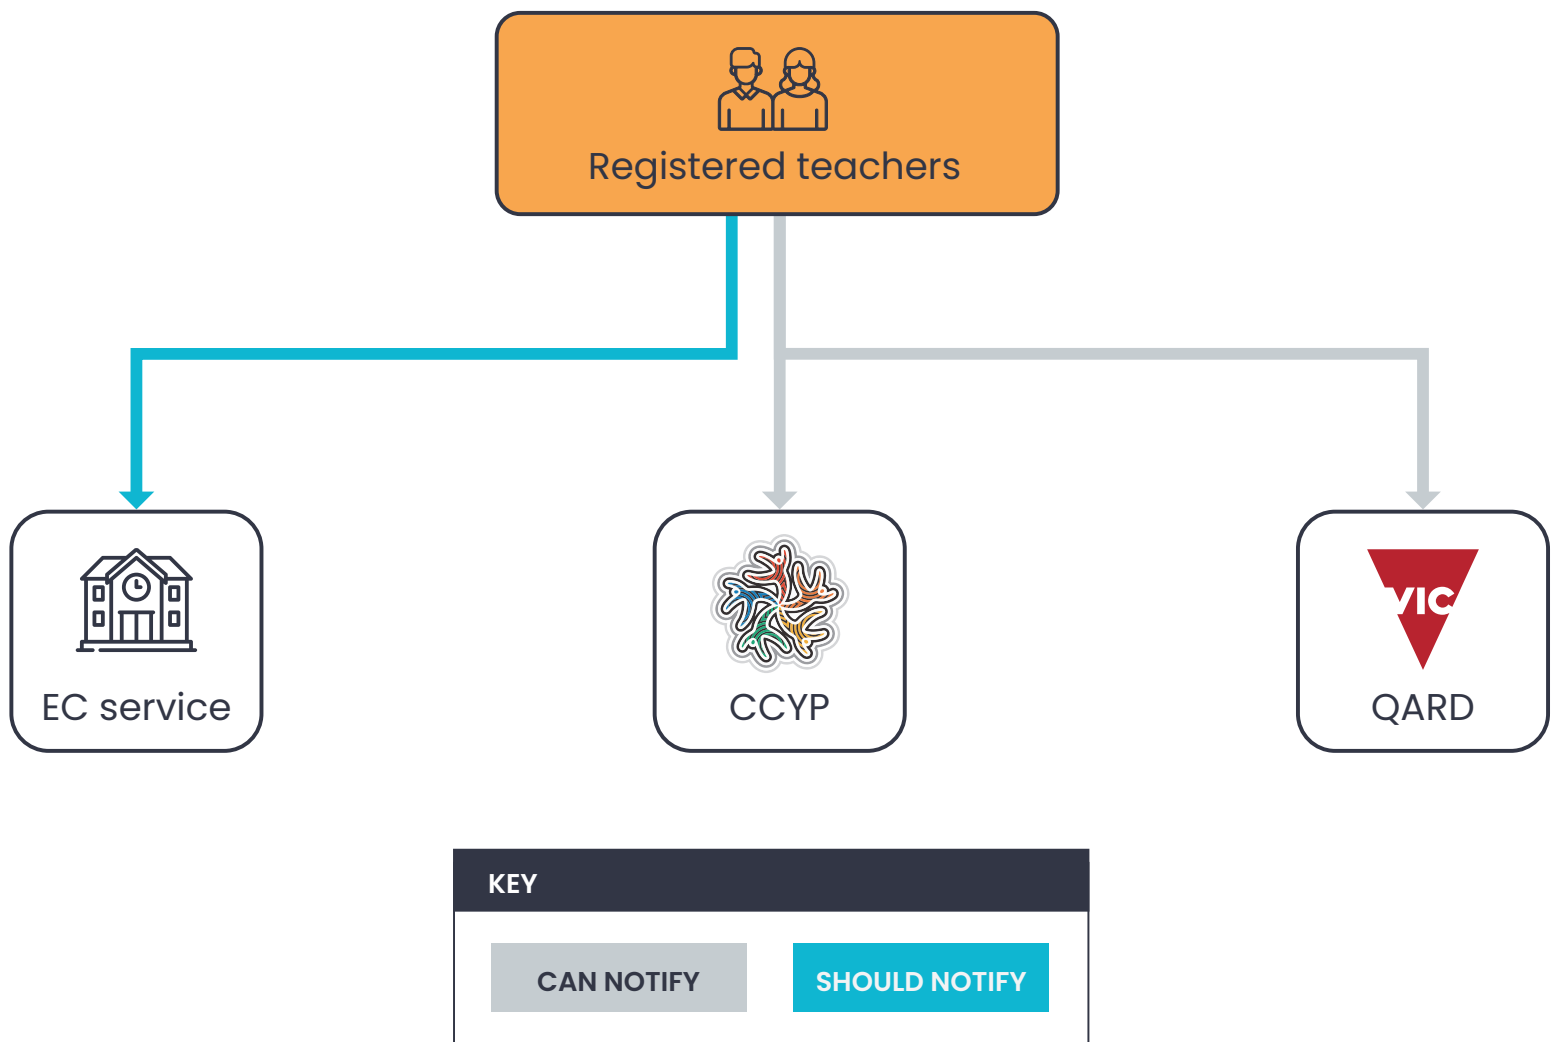 Registered teachers
EC service
CCYP
VIC
QARD
KEY
CAN NOTIFY
SHOULD NOTIFY